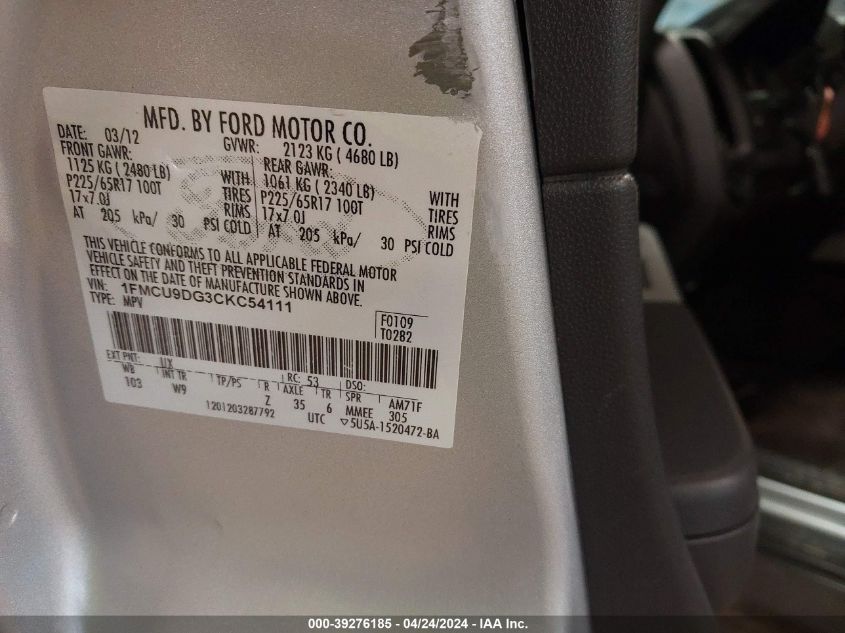 MFD. BY FORD MOTOR CO.
DATE: 03/12 GVWR: 2123 KG ( 4680 LB)
FRONT GAWR: REAR GAWR:
1125 KG ( 2480 LB) 1061 KG ( 2340 LB)
P225/65R17 100T WITH TIRES P225/65R17 100T WITH TIRES
17x7.0J RIMS 17x7.0J RIMS
AT 205 kPa/ 30 PSI COLD AT 205 kPa/ 30 PSI COLD
THIS VEHICLE CONFORMS TO ALL APPLICABLE FEDERAL MOTOR
VEHICLE SAFETY AND THEFT PREVENTION STANDARDS IN
EFFECT ON THE DATE OF MANUFACTURE SHOWN ABOVE.
VIN: 1FMCU9DG3CKC54111
TYPE: MPV
F0109
T0282
EXT PNT: UX RC: 53 DSO:
WB INT TR TP/PS R AXLE TR SPR AM71F
103 W9 Z 35 6 MMEE 305
1201203287792 UTC ▽5U5A-1520472-BA
000-39276185 - 04/24/2024 - IAA Inc.